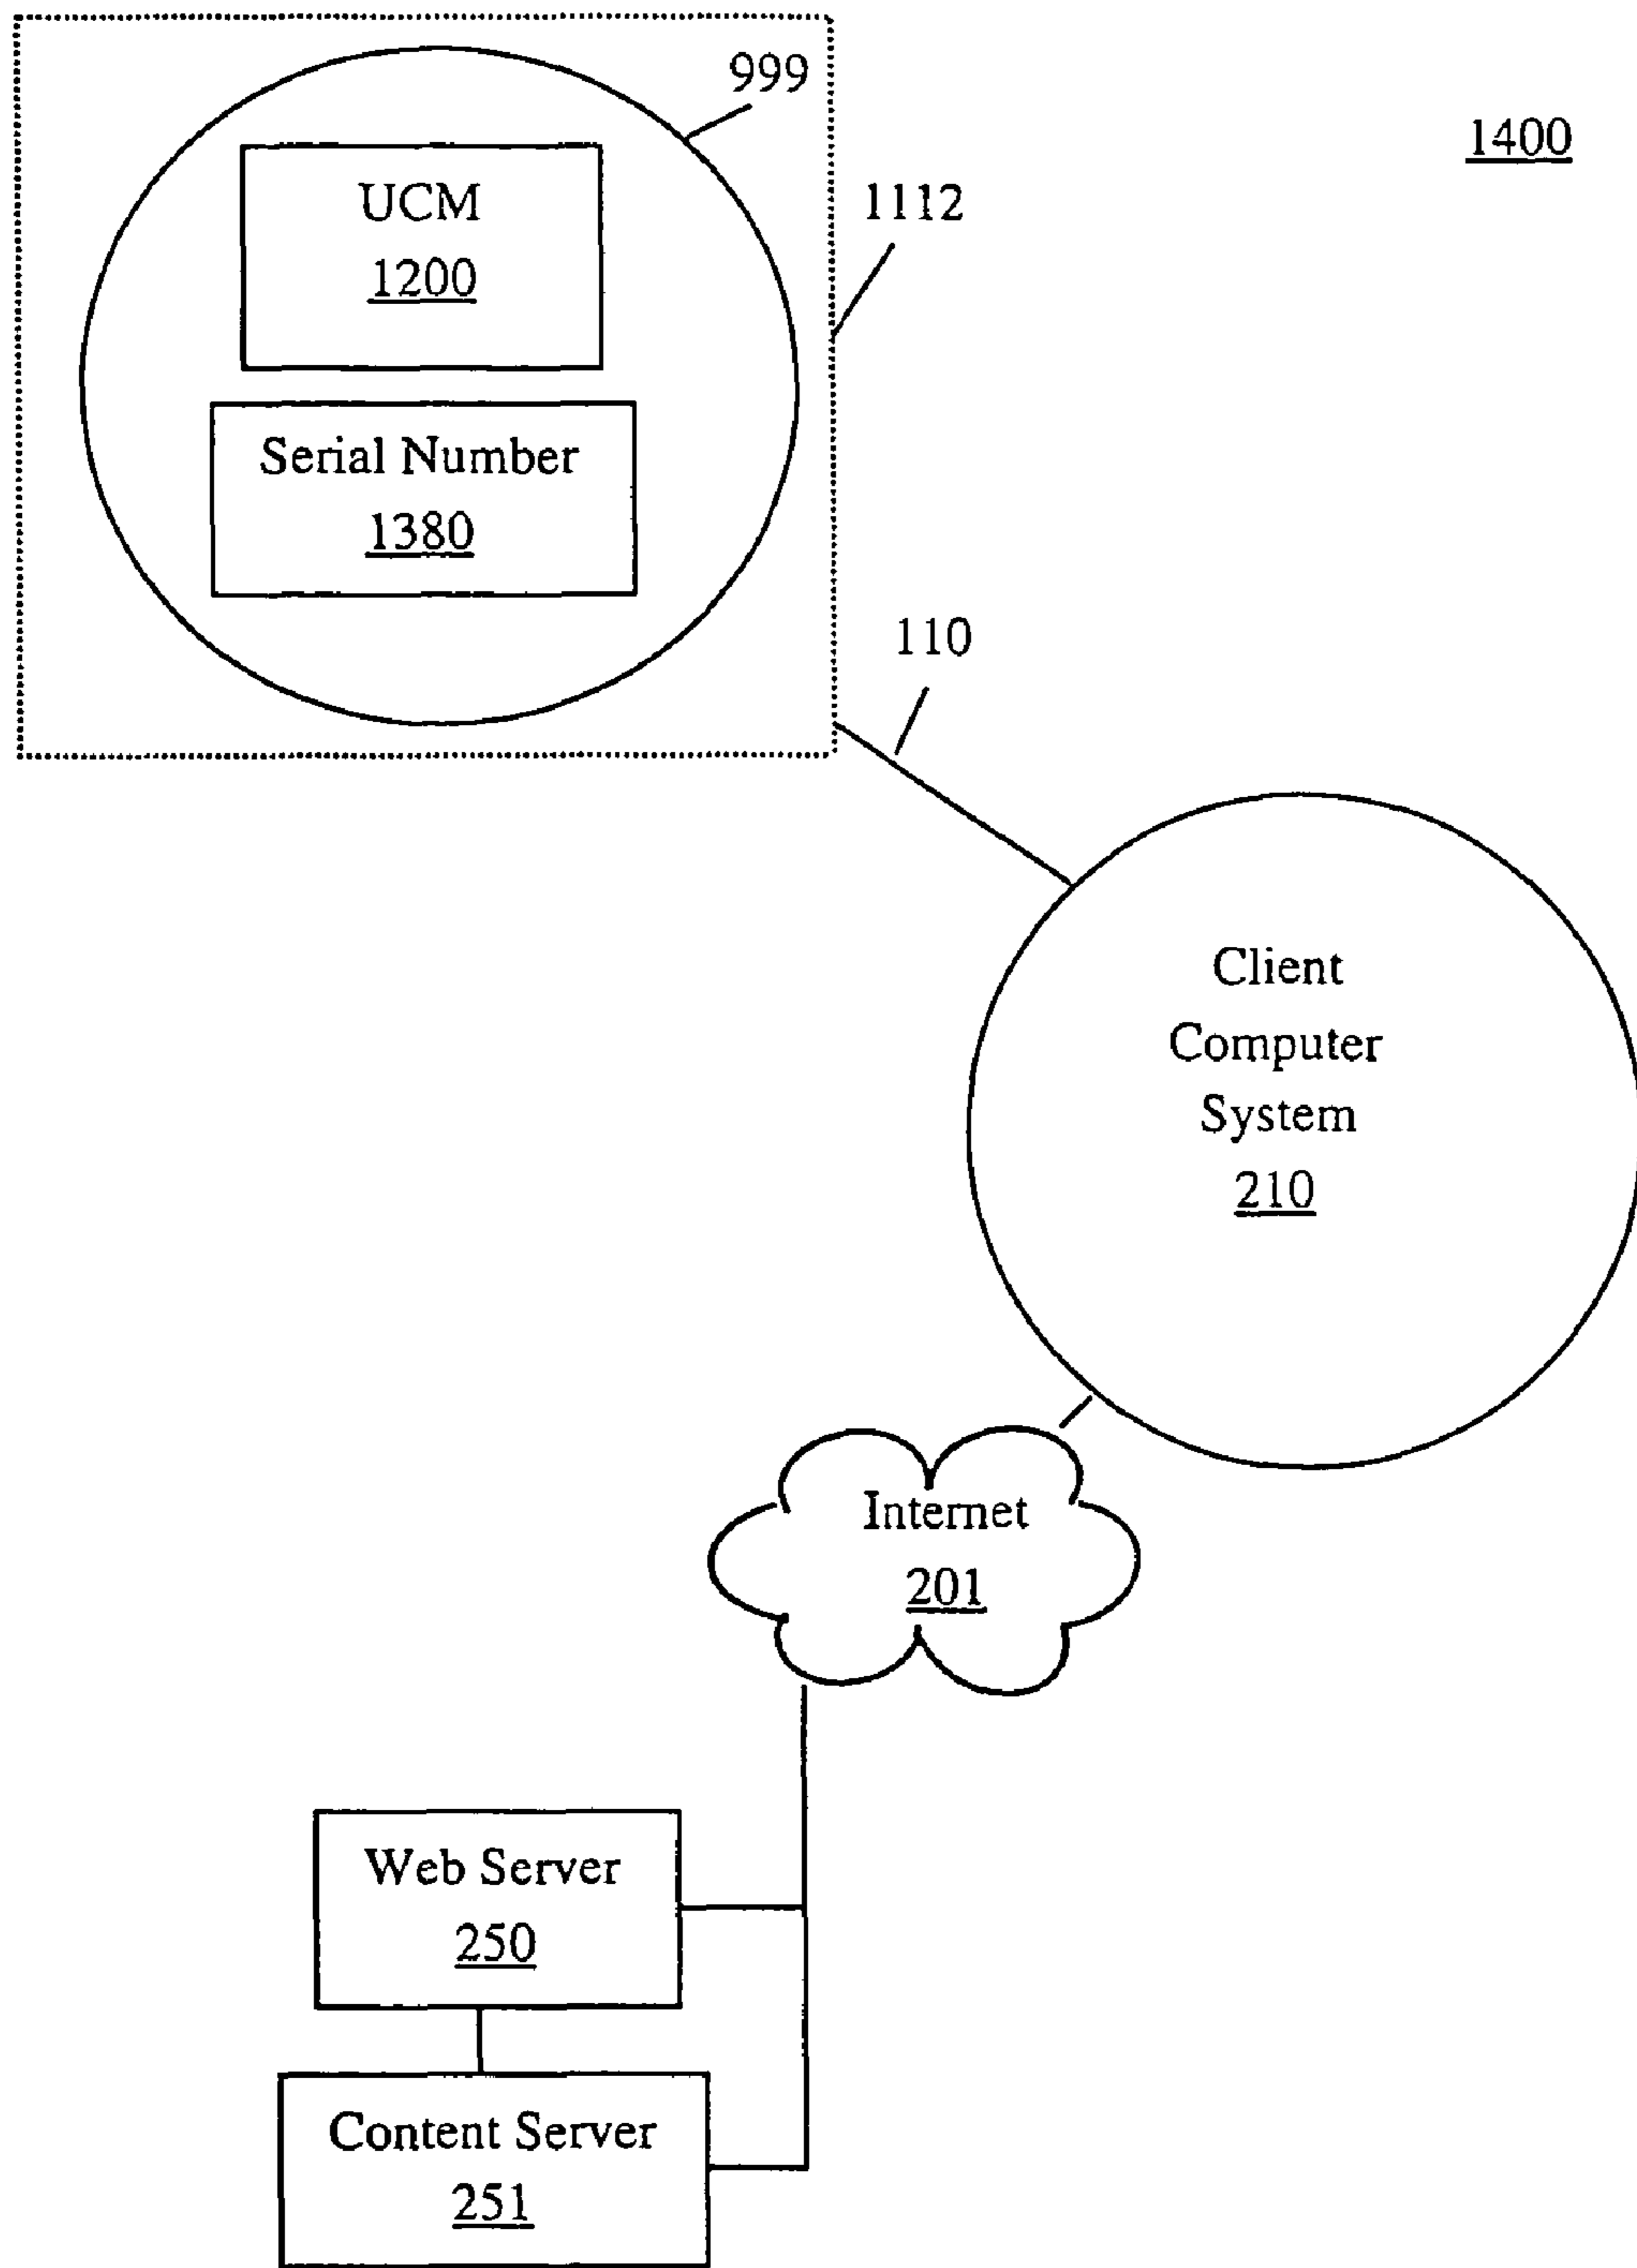 999
1400
UCM
1200
1112
Serial Number
1380
110
Client
Computer
System
210
Internet
201
Web Server
250
Content Server
251